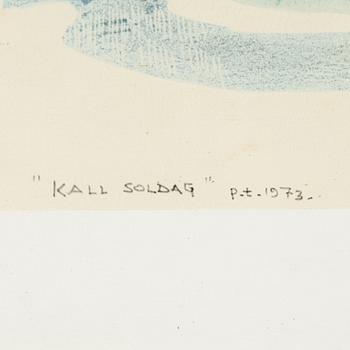 "KALL SOLDAG" p.t. 1973.